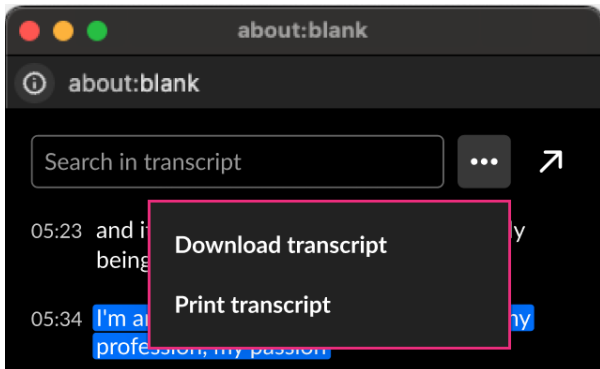 about:blank
about:blank
Search in transcript
05:23 and
being
Download transcript
Print transcript
05:34 I'm
profession, my passion